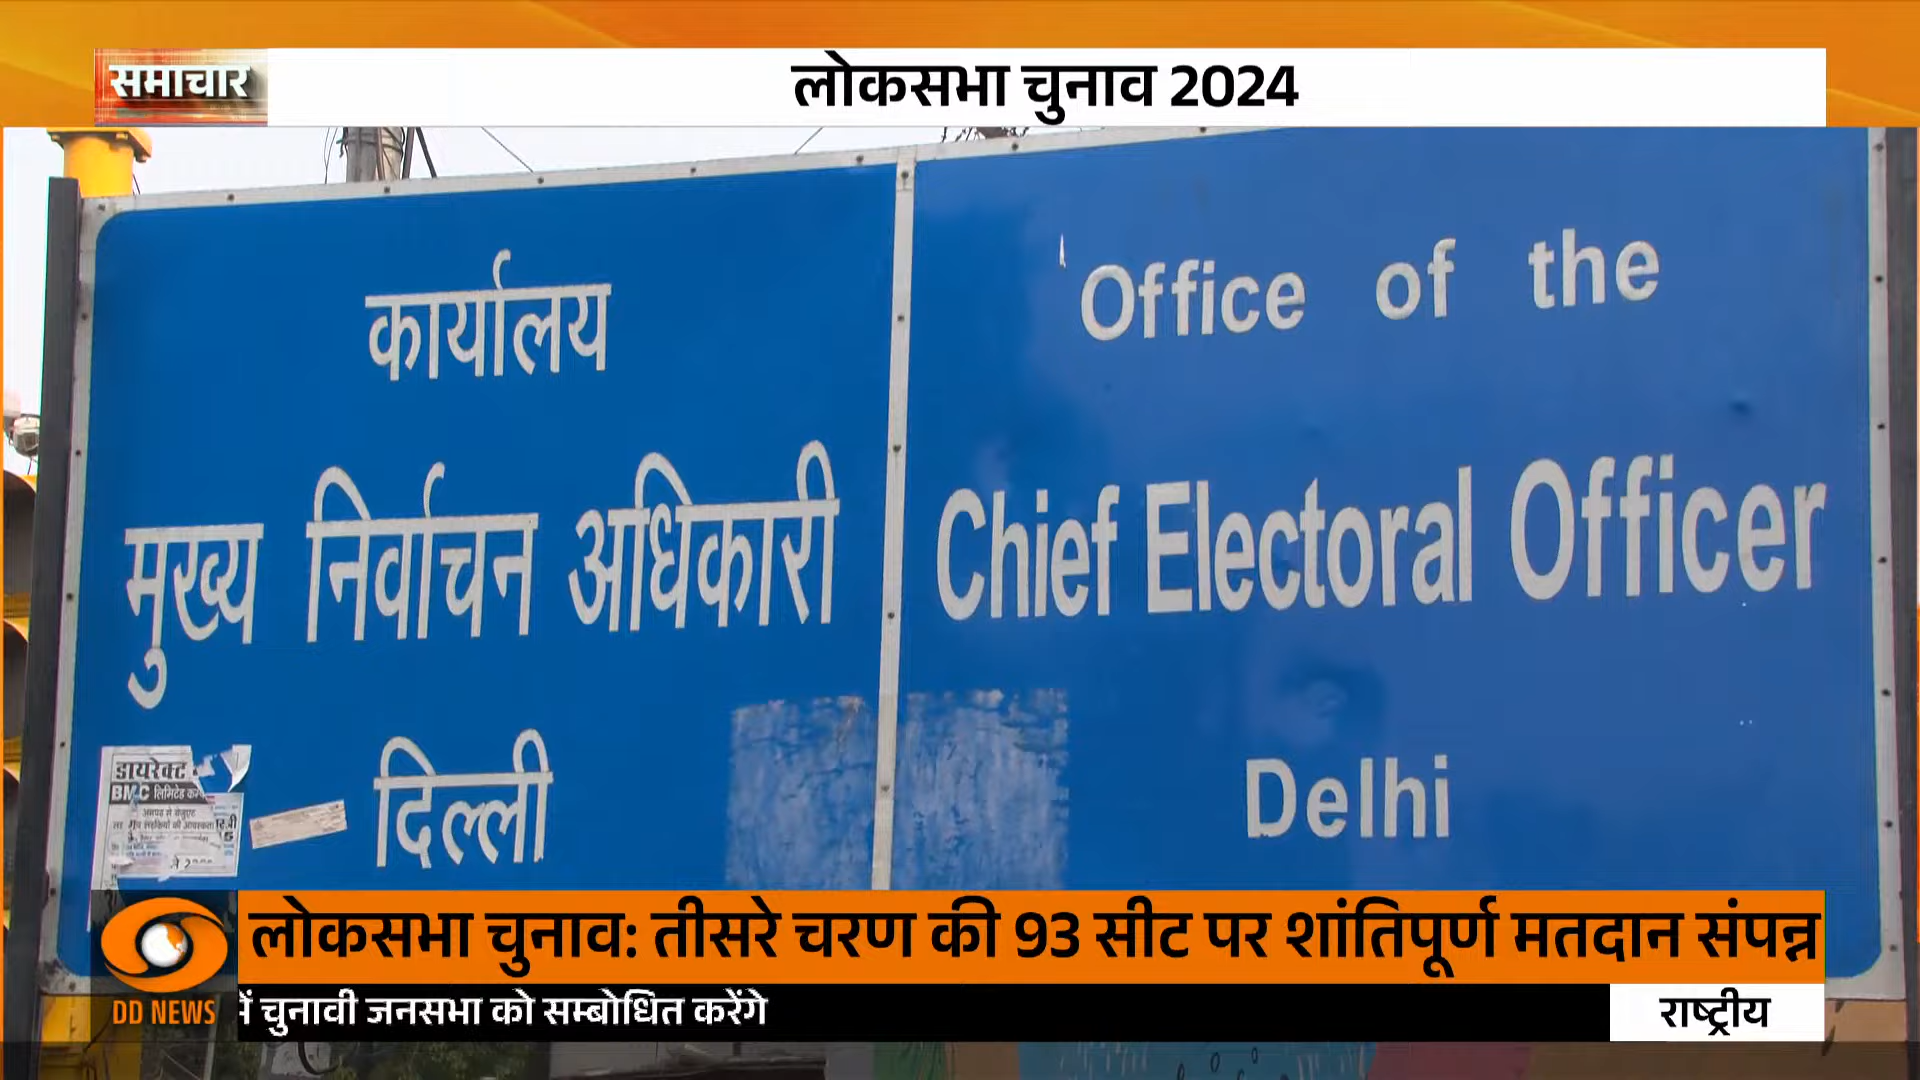 समाचार
लोकसभा चुनाव 2024
कार्यालय
मुख्य निर्वाचन अधिकारी
दिल्ली
Office of the
Chief Electoral Officer
Delhi
डायरेक्ट
BMC लिमिटेड
लोकसभा चुनाव: तीसरे चरण की 93 सीट पर शांतिपूर्ण मतदान संपन्न
DD NEWS
में चुनावी जनसभा को सम्बोधित करेंगे
राष्ट्रीय